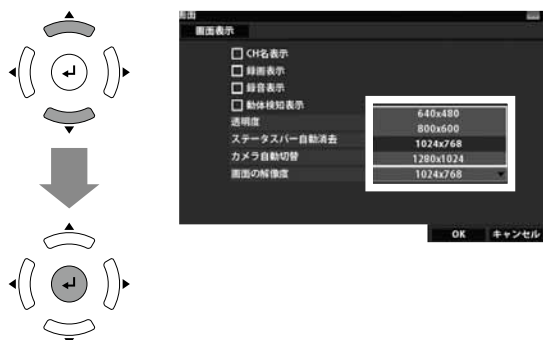 画面
画面表示
CH名表示
録画表示
録音表示
動体検知表示
透明度
ステータスバー自動消去
カメラ自動切替
画面の解像度
640x480
800x600
1024x768
1280x1024
1024x768
OK キャンセル